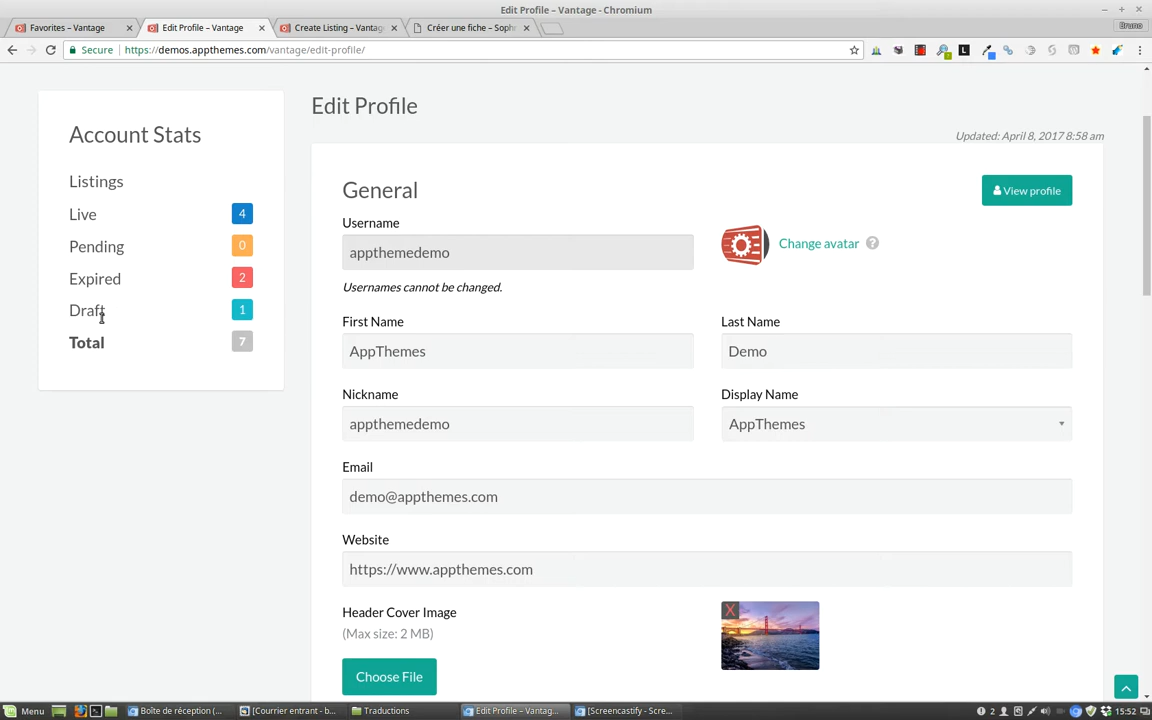 Edit Profile – Vantage - Chromium
Favorites – Vantage
Edit Profile – Vantage
Create Listing – Vantag
Créer une fiche – Soph
Bruno
Secure
https://demos.appthemes.com/vantage/edit-profile/
Account Stats
Listings
Live 4
Pending 0
Expired 2
Draft 1
Total 7
Edit Profile
Updated: April 8, 2017 8:58 am
General
View profile
Username
appthemedemo
Change avatar ?
Usernames cannot be changed.
First Name
Last Name
AppThemes
Demo
Nickname
Display Name
appthemedemo
AppThemes
Email
demo@appthemes.com
Website
https://www.appthemes.com
Header Cover Image
X
(Max size: 2 MB)
Choose File
Menu
Boîte de réception (...
[Courrier entrant - b...
Traductions
Edit Profile – Vantag...
[Screencastify - Scre...
2
15:52